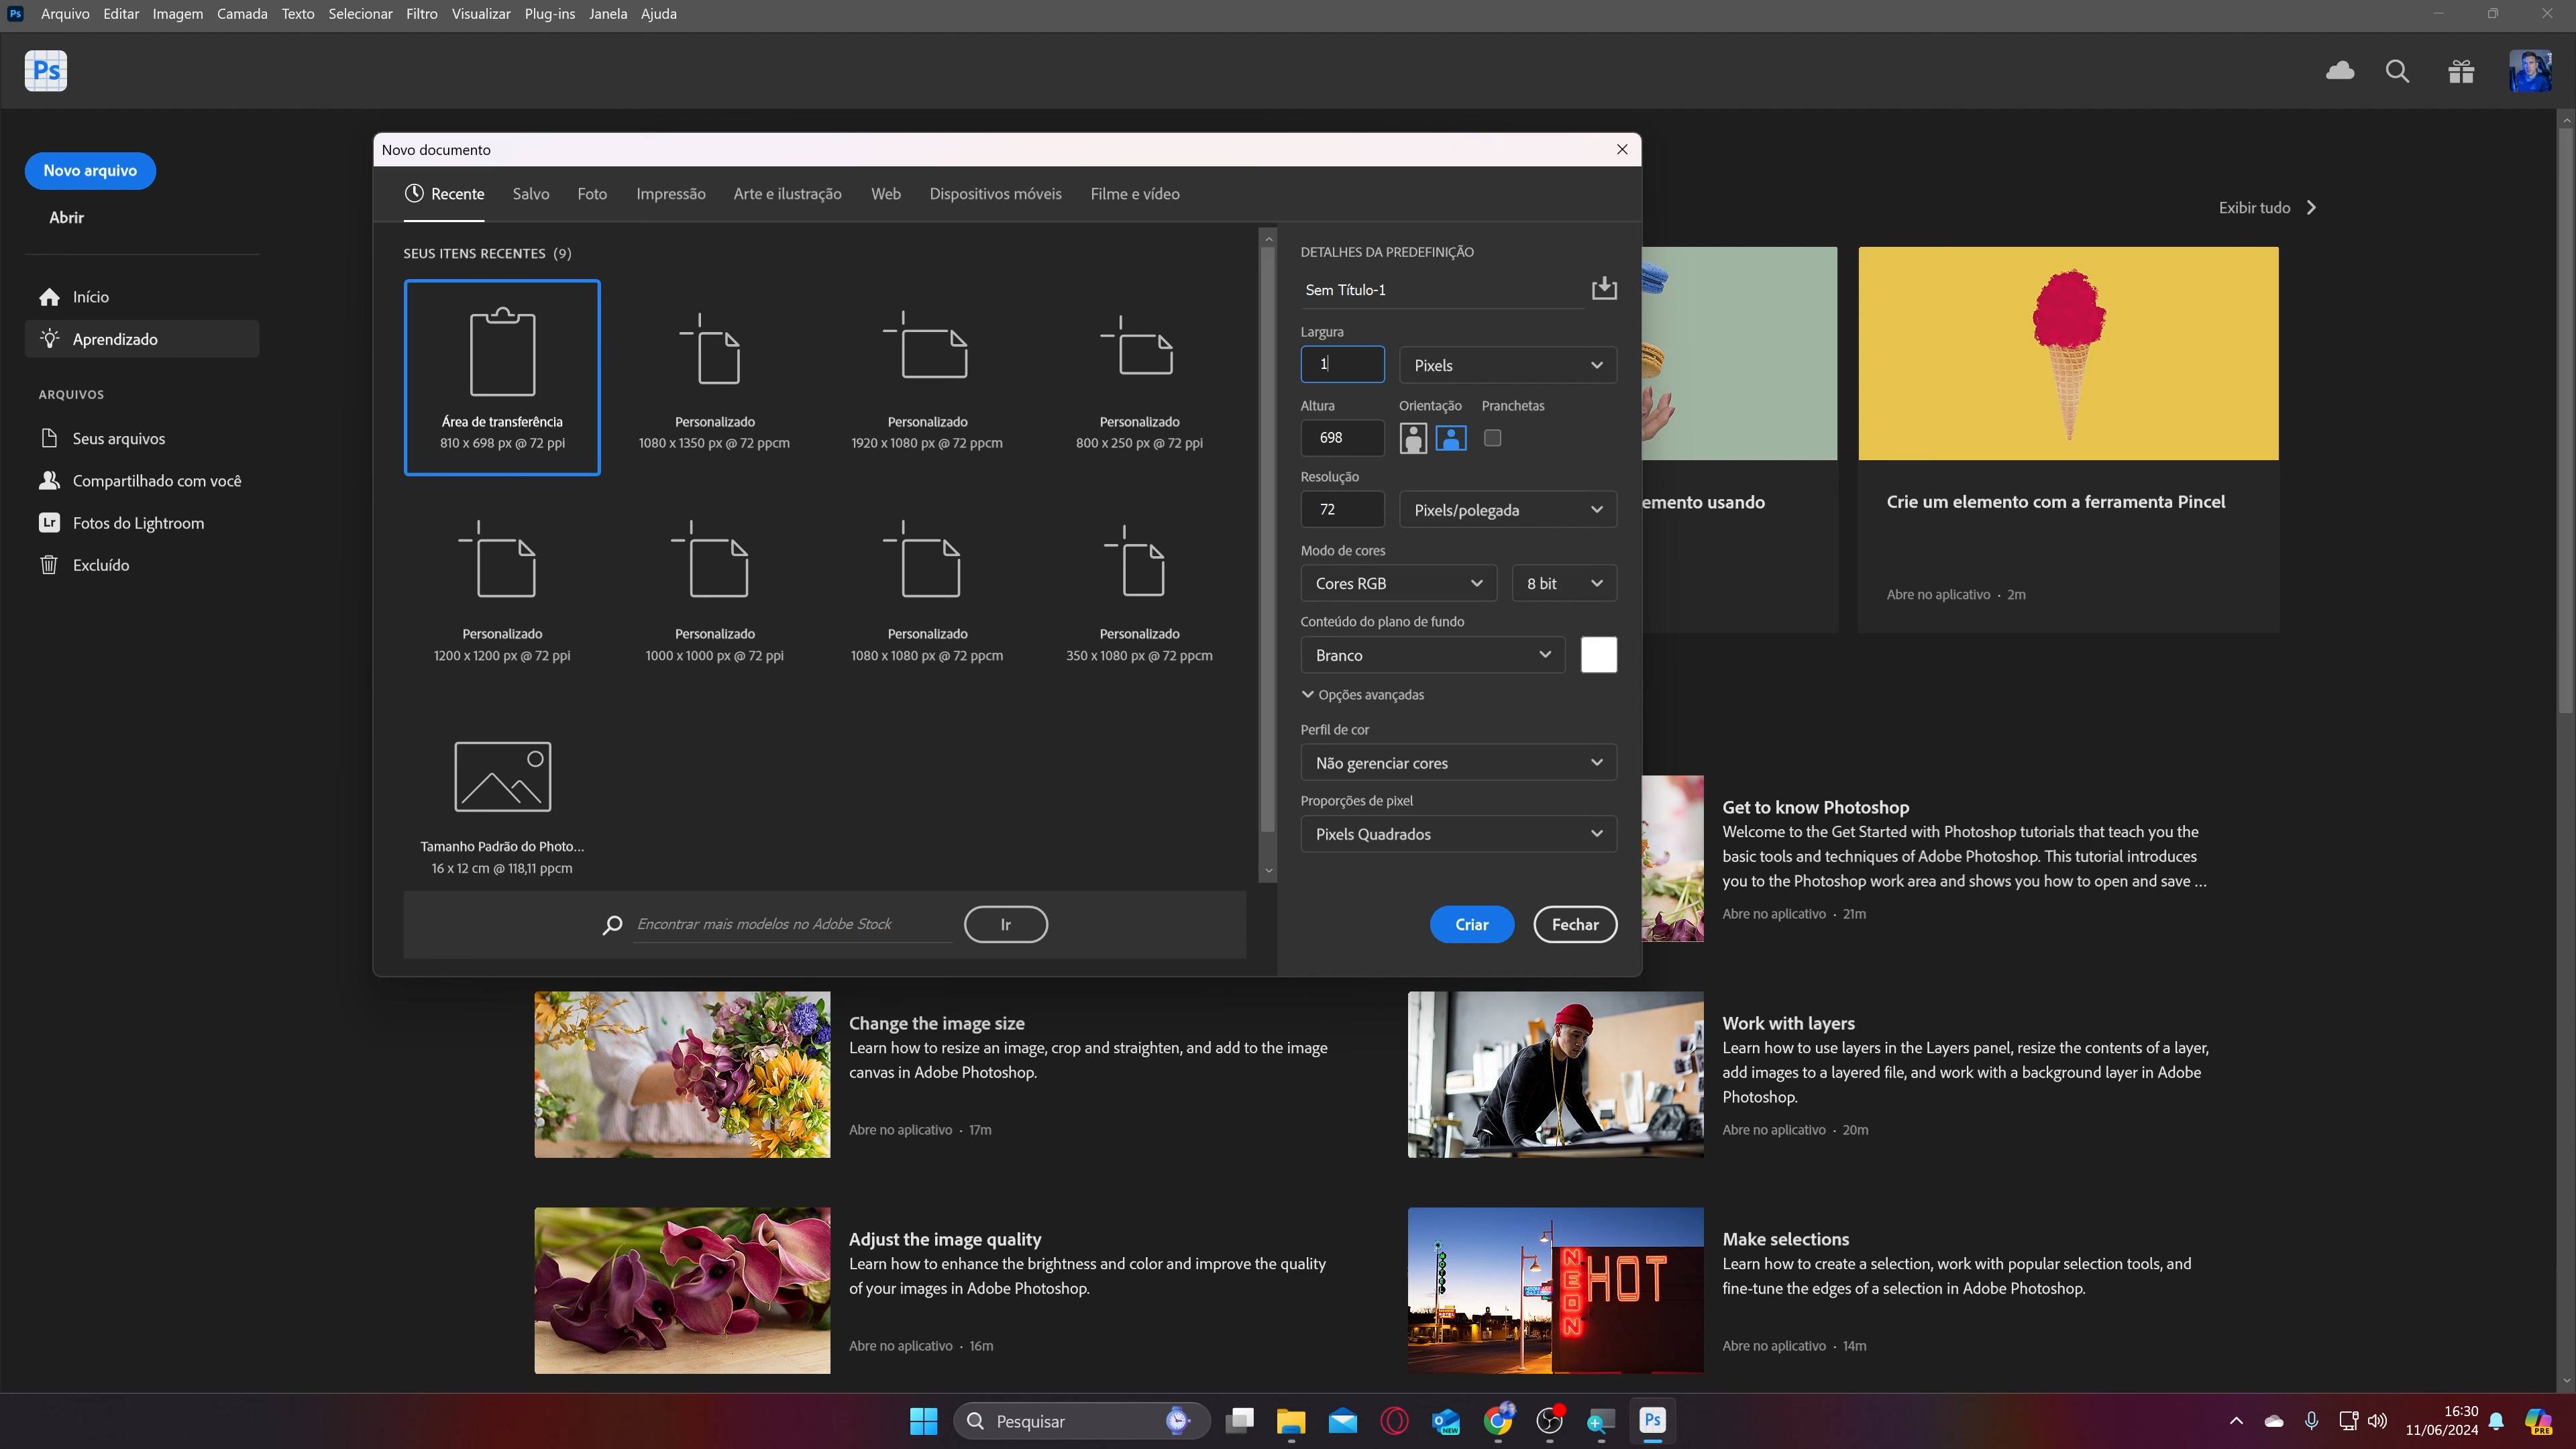 Ps
Arquivo Editar Imagem Camada Texto Selecionar Filtro Visualizar Plug-ins Janela Ajuda
Ps
Novo arquivo
Abrir
Início
Aprendizado
ARQUIVOS
Seus arquivos
Compartilhado com você
Lr Fotos do Lightroom
Excluído
Novo documento
Recente Salvo Foto Impressão Arte e ilustração Web Dispositivos móveis Filme e vídeo
SEUS ITENS RECENTES (9)
Área de transferência
810 x 698 px @ 72 ppi
Personalizado
1080 x 1350 px @ 72 ppcm
Personalizado
1920 x 1080 px @ 72 ppcm
Personalizado
800 x 250 px @ 72 ppi
Personalizado
1200 x 1200 px @ 72 ppi
Personalizado
1000 x 1000 px @ 72 ppi
Personalizado
1080 x 1080 px @ 72 ppcm
Personalizado
350 x 1080 px @ 72 ppcm
Tamanho Padrão do Photo...
16 x 12 cm @ 118,11 ppcm
Encontrar mais modelos no Adobe Stock
Ir
DETALHES DA PREDEFINIÇÃO
Sem Título-1
Largura
1 Pixels
Altura Orientação Pranchetas
698
Resolução
72 Pixels/polegada
Modo de cores
Cores RGB 8 bit
Conteúdo do plano de fundo
Branco
Opções avançadas
Perfil de cor
Não gerenciar cores
Proporções de pixel
Pixels Quadrados
Criar Fechar
Exibir tudo
emento usando
Crie um elemento com a ferramenta Pincel
Abre no aplicativo · 2m
Get to know Photoshop
Welcome to the Get Started with Photoshop tutorials that teach you the
basic tools and techniques of Adobe Photoshop. This tutorial introduces
you to the Photoshop work area and shows you how to open and save ...
Abre no aplicativo · 21m
Change the image size
Learn how to resize an image, crop and straighten, and add to the image
canvas in Adobe Photoshop.
Abre no aplicativo · 17m
Work with layers
Learn how to use layers in the Layers panel, resize the contents of a layer,
add images to a layered file, and work with a background layer in Adobe
Photoshop.
Abre no aplicativo · 20m
Adjust the image quality
Learn how to enhance the brightness and color and improve the quality
of your images in Adobe Photoshop.
Abre no aplicativo · 16m
NEON
HOT
Make selections
Learn how to create a selection, work with popular selection tools, and
fine-tune the edges of a selection in Adobe Photoshop.
Abre no aplicativo · 14m
Pesquisar
NEW
Ps
16:30
11/06/2024
PRE